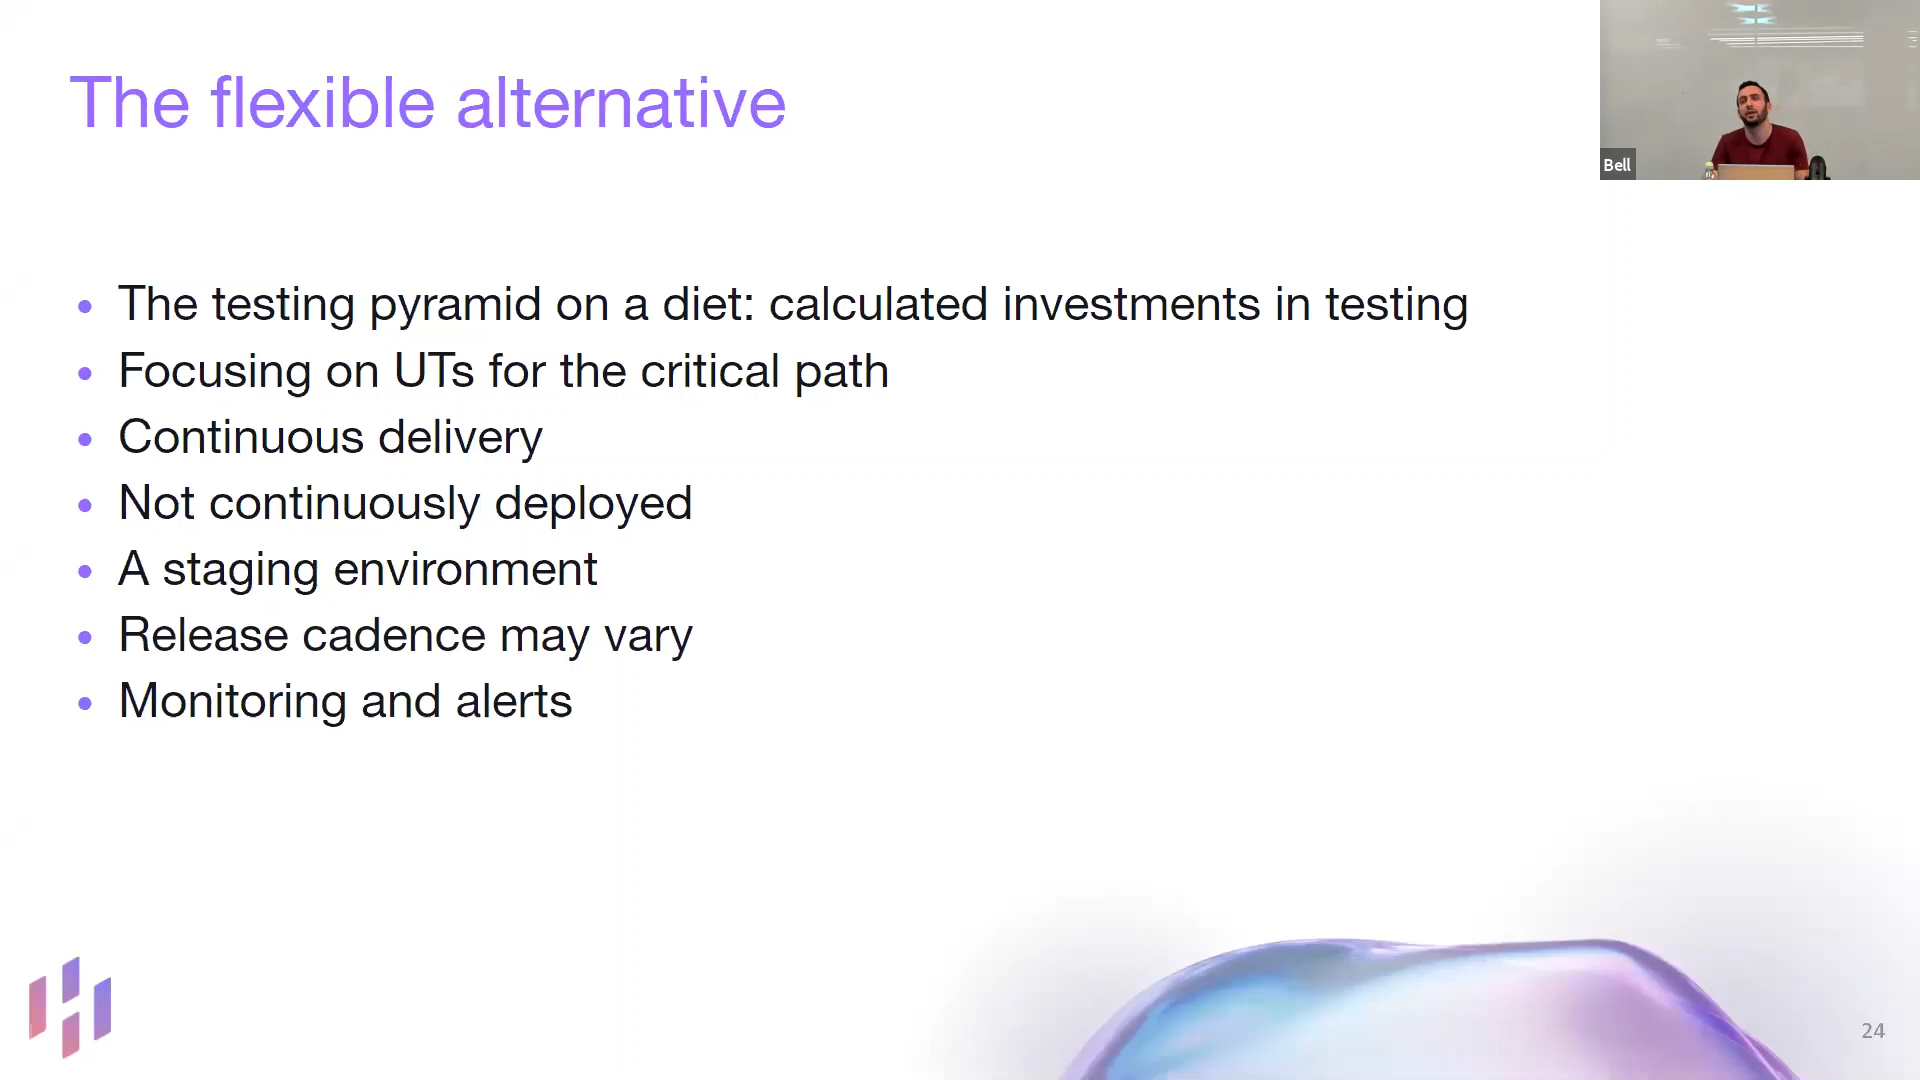 The flexible alternative
Bell
The testing pyramid on a diet: calculated investments in testing
Focusing on UTs for the critical path
Continuous delivery
Not continuously deployed
A staging environment
Release cadence may vary
Monitoring and alerts
24